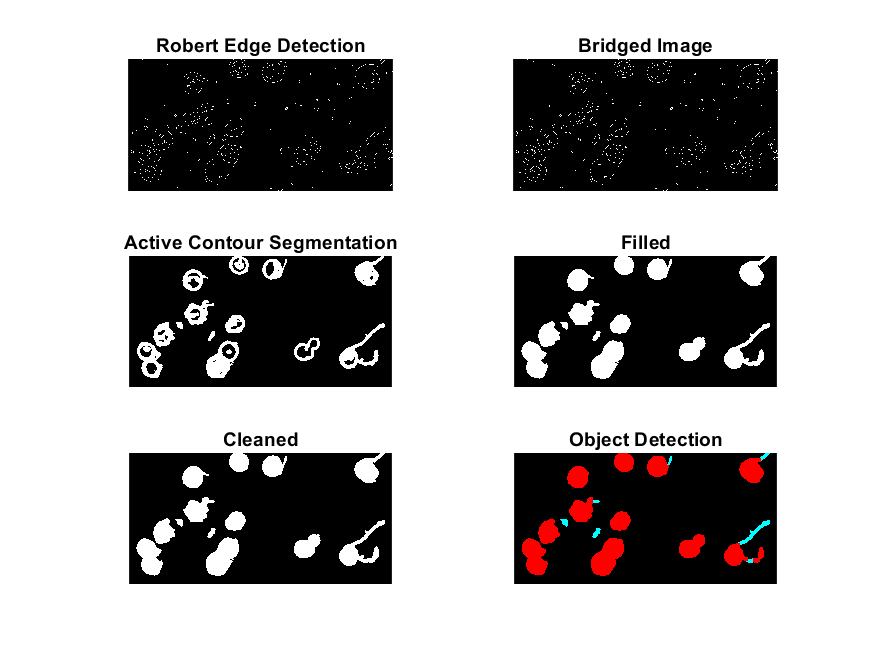 Robert Edge Detection
Bridged Image
Active Contour Segmentation
Filled
Cleaned
Object Detection